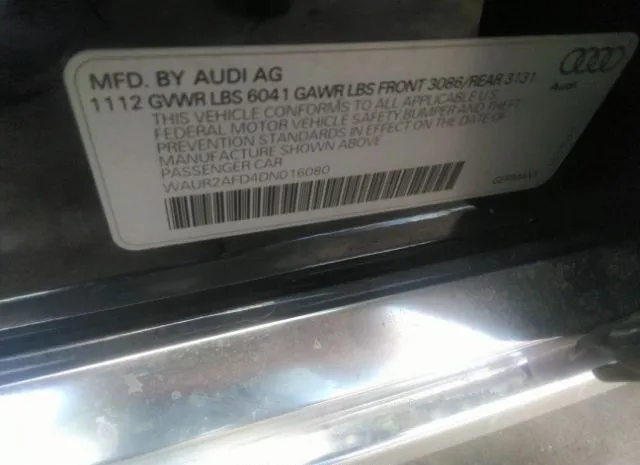 MFD. BY AUDI AG
1112 GVWR LBS 6041 GAWR LBS FRONT 3086/REAR 3131
THIS VEHICLE CONFORMS TO ALL APPLICABLE U.S.
FEDERAL MOTOR VEHICLE SAFETY, BUMPER AND THEFT
PREVENTION STANDARDS IN EFFECT ON THE DATE OF
MANUFACTURE SHOWN ABOVE
PASSENGER CAR
WAUR2AFD4DN016080
Audi
GERMANY